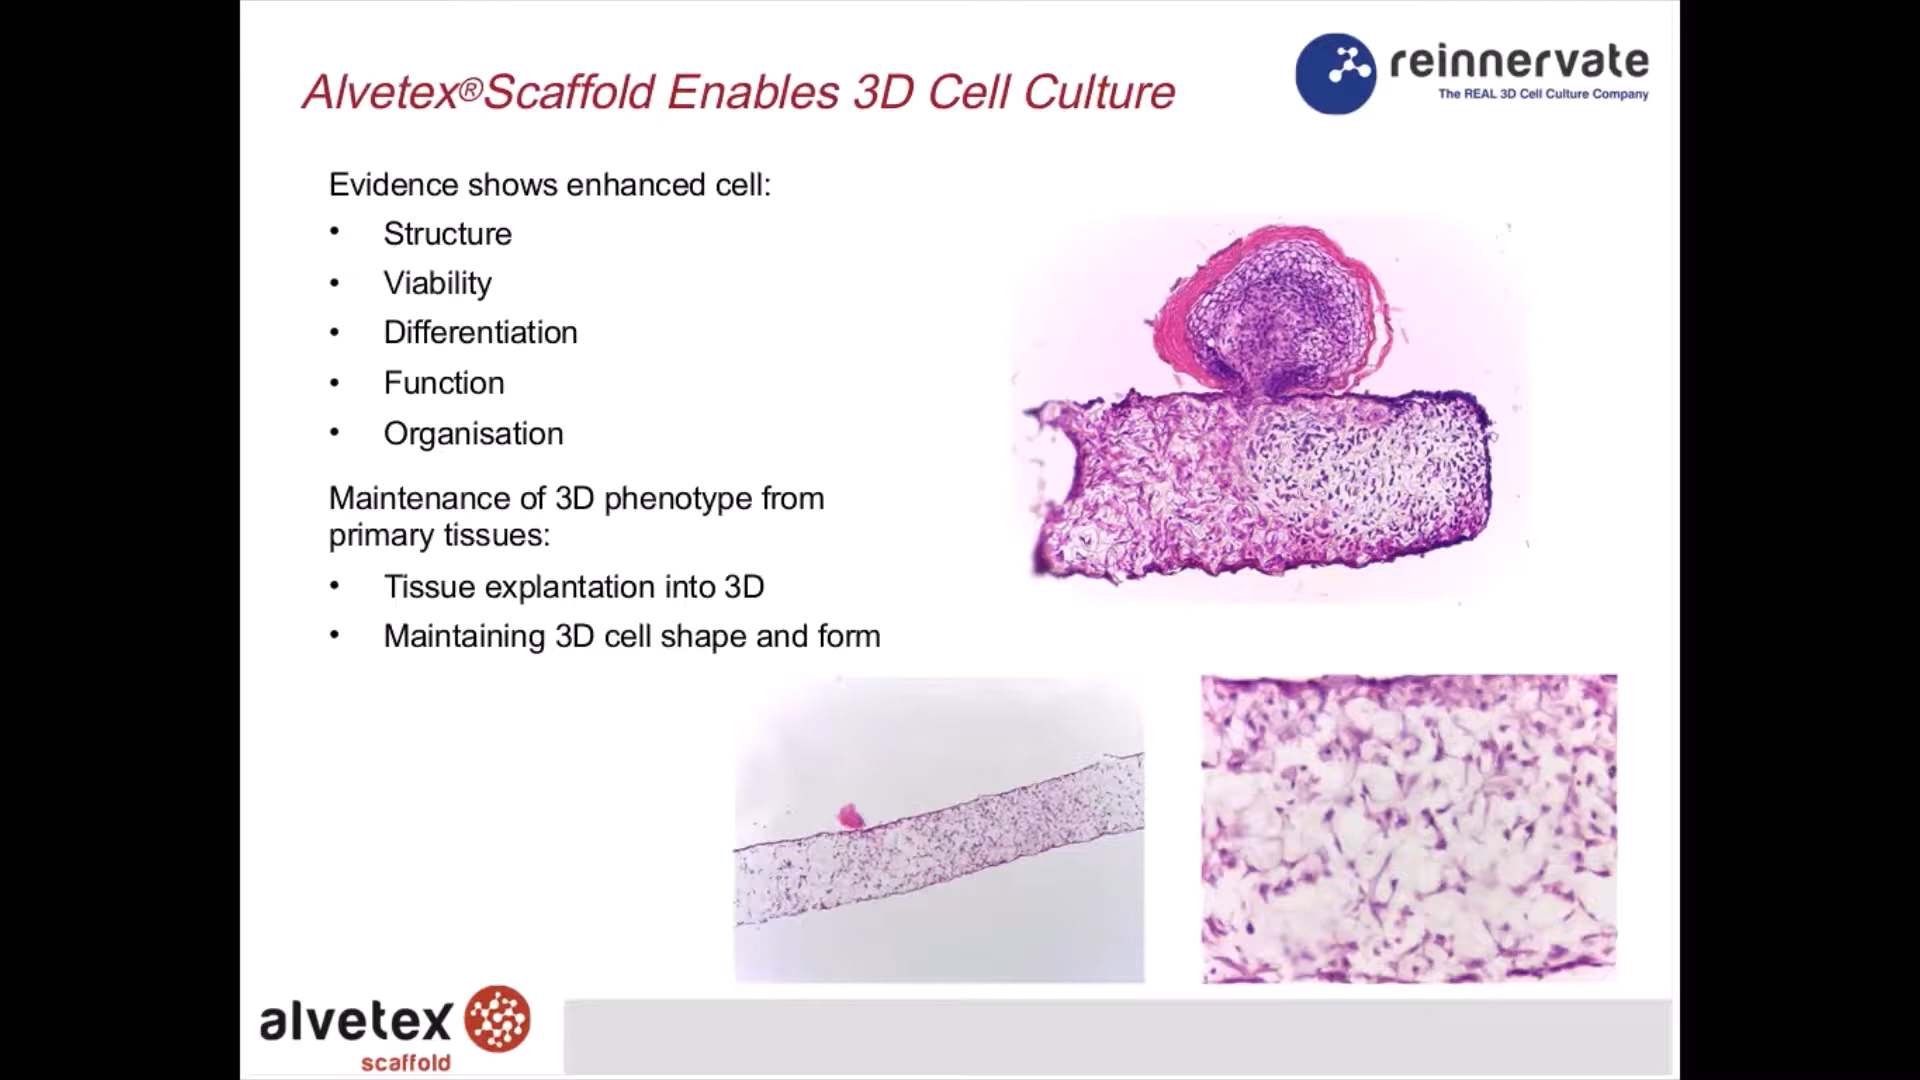 Alvetex®Scaffold Enables 3D Cell Culture
reinnervate
The REAL 3D Cell Culture Company
Evidence shows enhanced cell:
• Structure
• Viability
• Differentiation
• Function
• Organisation
Maintenance of 3D phenotype from
primary tissues:
• Tissue explantation into 3D
• Maintaining 3D cell shape and form
alvetex
scaffold